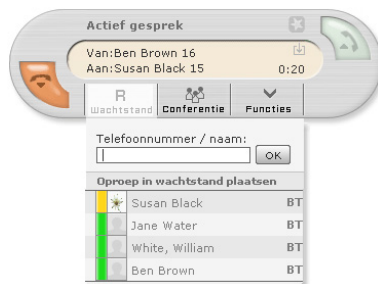 Actief gesprek
Van:Ben Brown 16
Aan:Susan Black 15 0:20
R
Wachtstand Conferentie Functies
Telefoonnummer / naam:
OK
Oproep in wachtstand plaatsen
Susan Black BT
Jane Water BT
White, William BT
Ben Brown BT